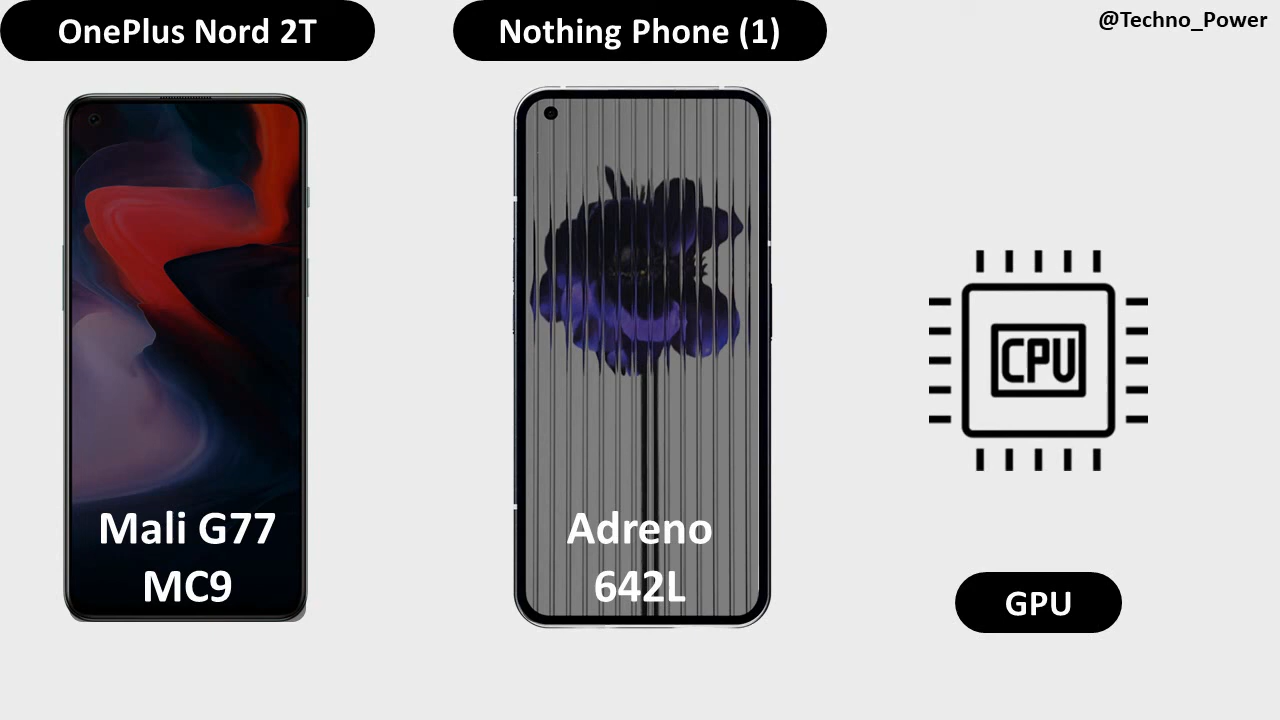 OnePlus Nord 2T
Nothing Phone (1)
@Techno_Power
CPU
Mali G77
MC9
Adreno
642L
GPU